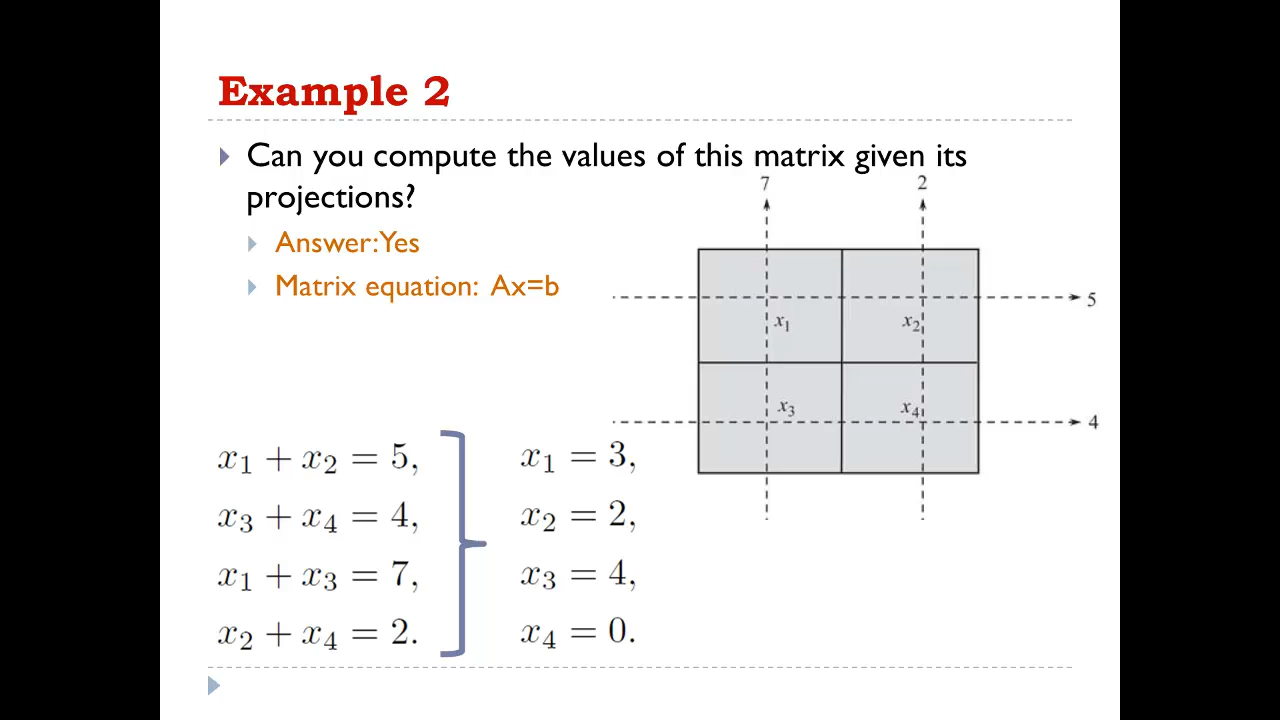 Example 2
Can you compute the values of this matrix given its
projections?
Answer:Yes
Matrix equation: Ax=b
7
2
5
x₁
x₂
x₃
x₄
4
x₁ + x₂ = 5,
x₃ + x₄ = 4,
x₁ + x₃ = 7,
x₂ + x₄ = 2.
x₁ = 3,
x₂ = 2,
x₃ = 4,
x₄ = 0.